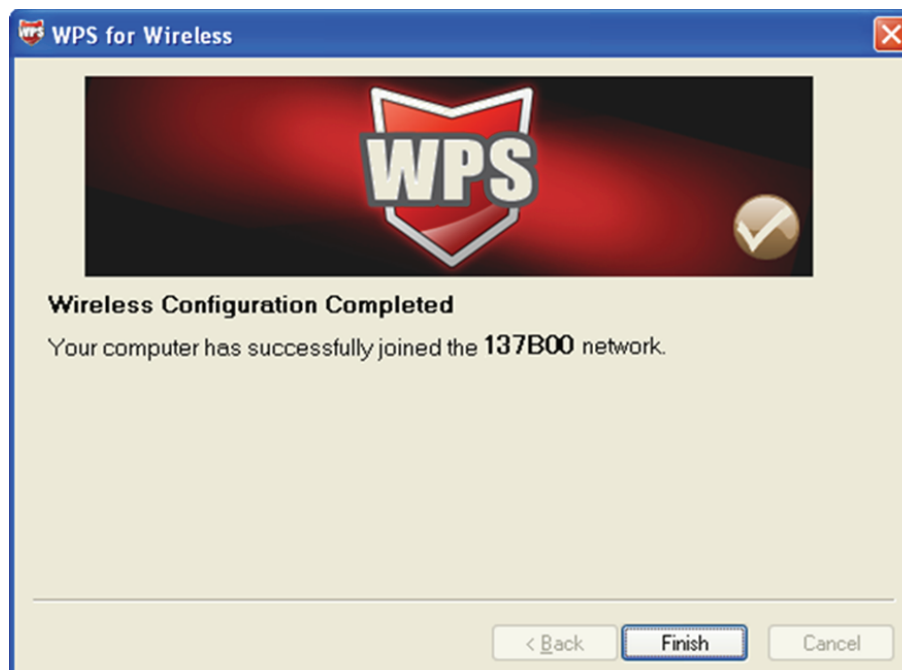 WPS for Wireless
WPS
Wireless Configuration Completed
Your computer has successfully joined the 137B00 network.
< Back
Finish
Cancel